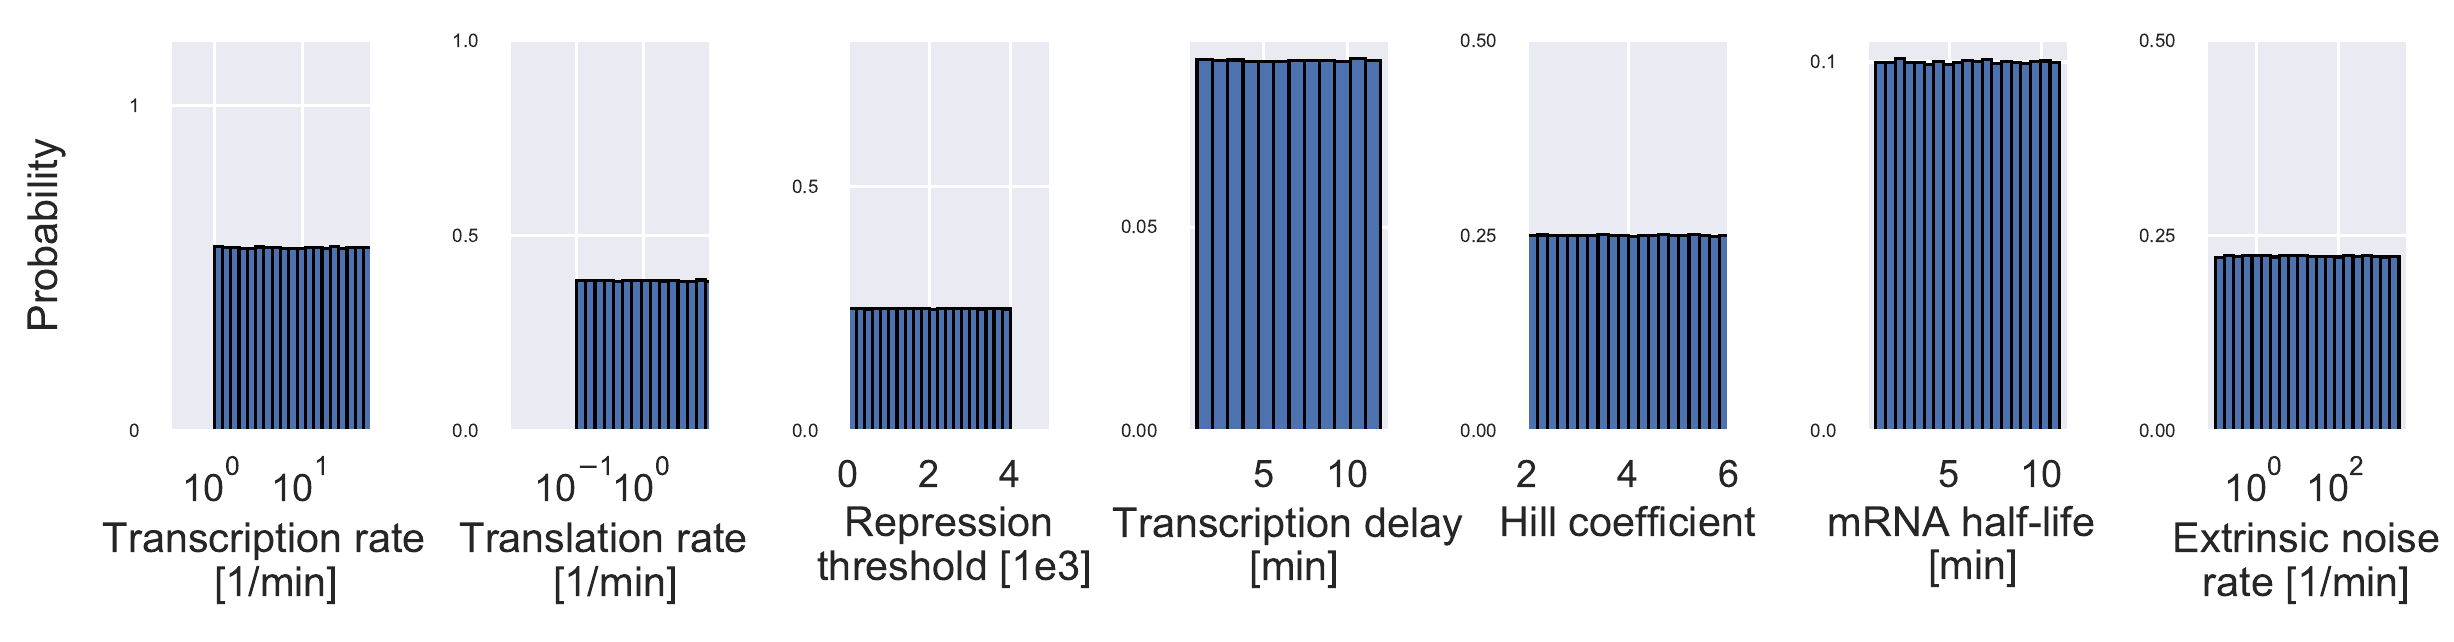 Probability
1
0
10^0 10^1
Transcription rate
[1/min]
1.0
0.5
0.0
10^−1 10^0
Translation rate
[1/min]
0.5
0.0
0 2 4
Repression
threshold [1e3]
0.05
0.00
5 10
Transcription delay
[min]
0.50
0.25
0.00
2 4 6
Hill coefficient
0.1
0.0
5 10
mRNA half-life
[min]
0.50
0.25
0.00
10^0 10^2
Extrinsic noise
rate [1/min]